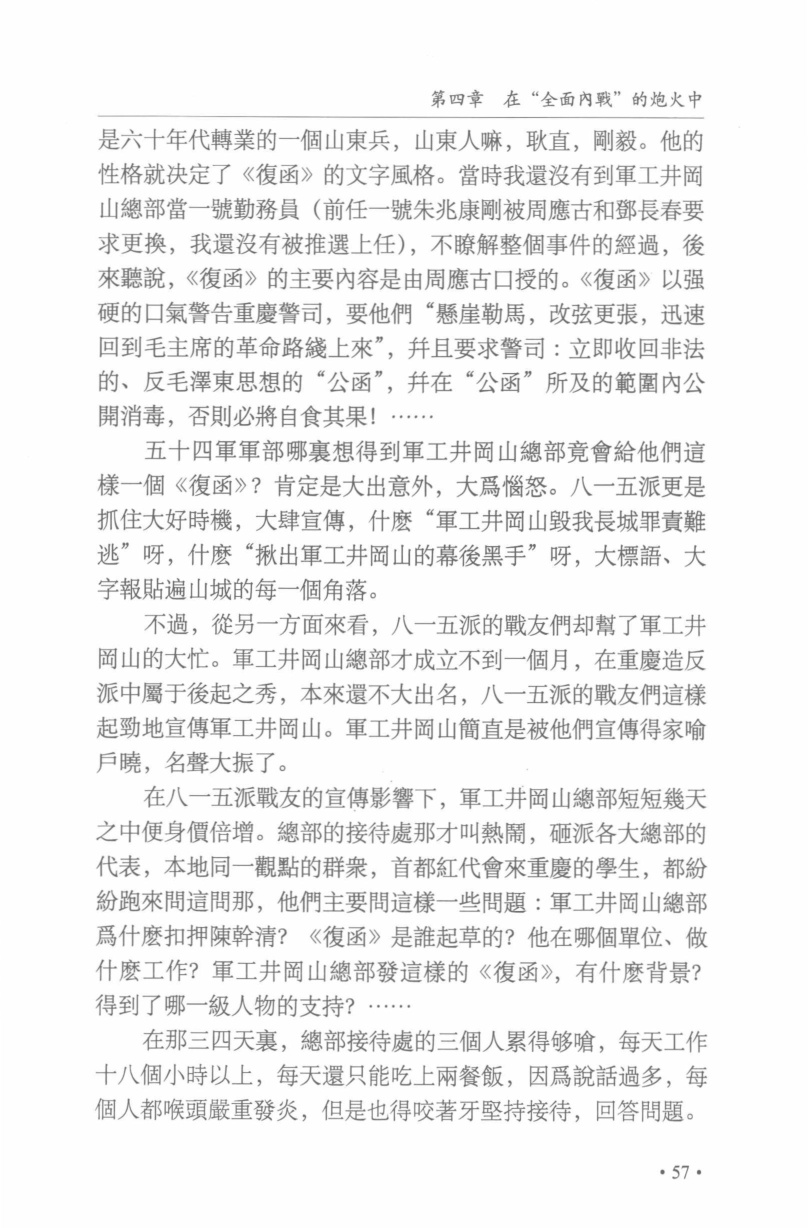 第四章　在“全面內戰”的炮火中
是六十年代轉業的一個山東兵，山東人嘛，耿直，剛毅。他的
性格就决定了《復函》的文字風格。當時我還沒有到軍工井岡
山總部當一號勤務員（前任一號朱兆康剛被周應古和鄧長春要
求更換，我還沒有被推選上任），不瞭解整個事件的經過，後
來聽說，《復函》的主要內容是由周應古口授的。《復函》以强
硬的口氣警告重慶警司，要他們“懸崖勒馬，改弦更張，迅速
回到毛主席的革命路綫上來”，幷且要求警司：立即收回非法
的、反毛澤東思想的“公函”，幷在“公函”所及的範圍內公
開消毒，否則必將自食其果！……
五十四軍軍部哪裏想得到軍工井岡山總部竟會給他們這
樣一個《復函》？肯定是大出意外，大爲惱怒。八一五派更是
抓住大好時機，大肆宣傳，什麽“軍工井岡山毀我長城罪責難
逃”呀，什麽“揪出軍工井岡山的幕後黑手”呀，大標語、大
字報貼遍山城的每一個角落。
不過，從另一方面來看，八一五派的戰友們却幫了軍工井
岡山的大忙。軍工井岡山總部才成立不到一個月，在重慶造反
派中屬于後起之秀，本來還不大出名，八一五派的戰友們這樣
起勁地宣傳軍工井岡山。軍工井岡山簡直是被他們宣傳得家喻
戶曉，名聲大振了。
在八一五派戰友的宣傳影響下，軍工井岡山總部短短幾天
之中便身價倍增。總部的接待處那才叫熱鬧，砸派各大總部的
代表，本地同一觀點的群衆，首都紅代會來重慶的學生，都紛
紛跑來問這問那，他們主要問這樣一些問題：軍工井岡山總部
爲什麽扣押陳幹清？《復函》是誰起草的？他在哪個單位、做
什麽工作？軍工井岡山總部發這樣的《復函》，有什麽背景？
得到了哪一級人物的支持？……
在那三四天裏，總部接待處的三個人累得够嗆，每天工作
十八個小時以上，每天還只能吃上兩餐飯，因爲說話過多，每
個人都喉頭嚴重發炎，但是也得咬著牙堅持接待，回答問題。
·57·